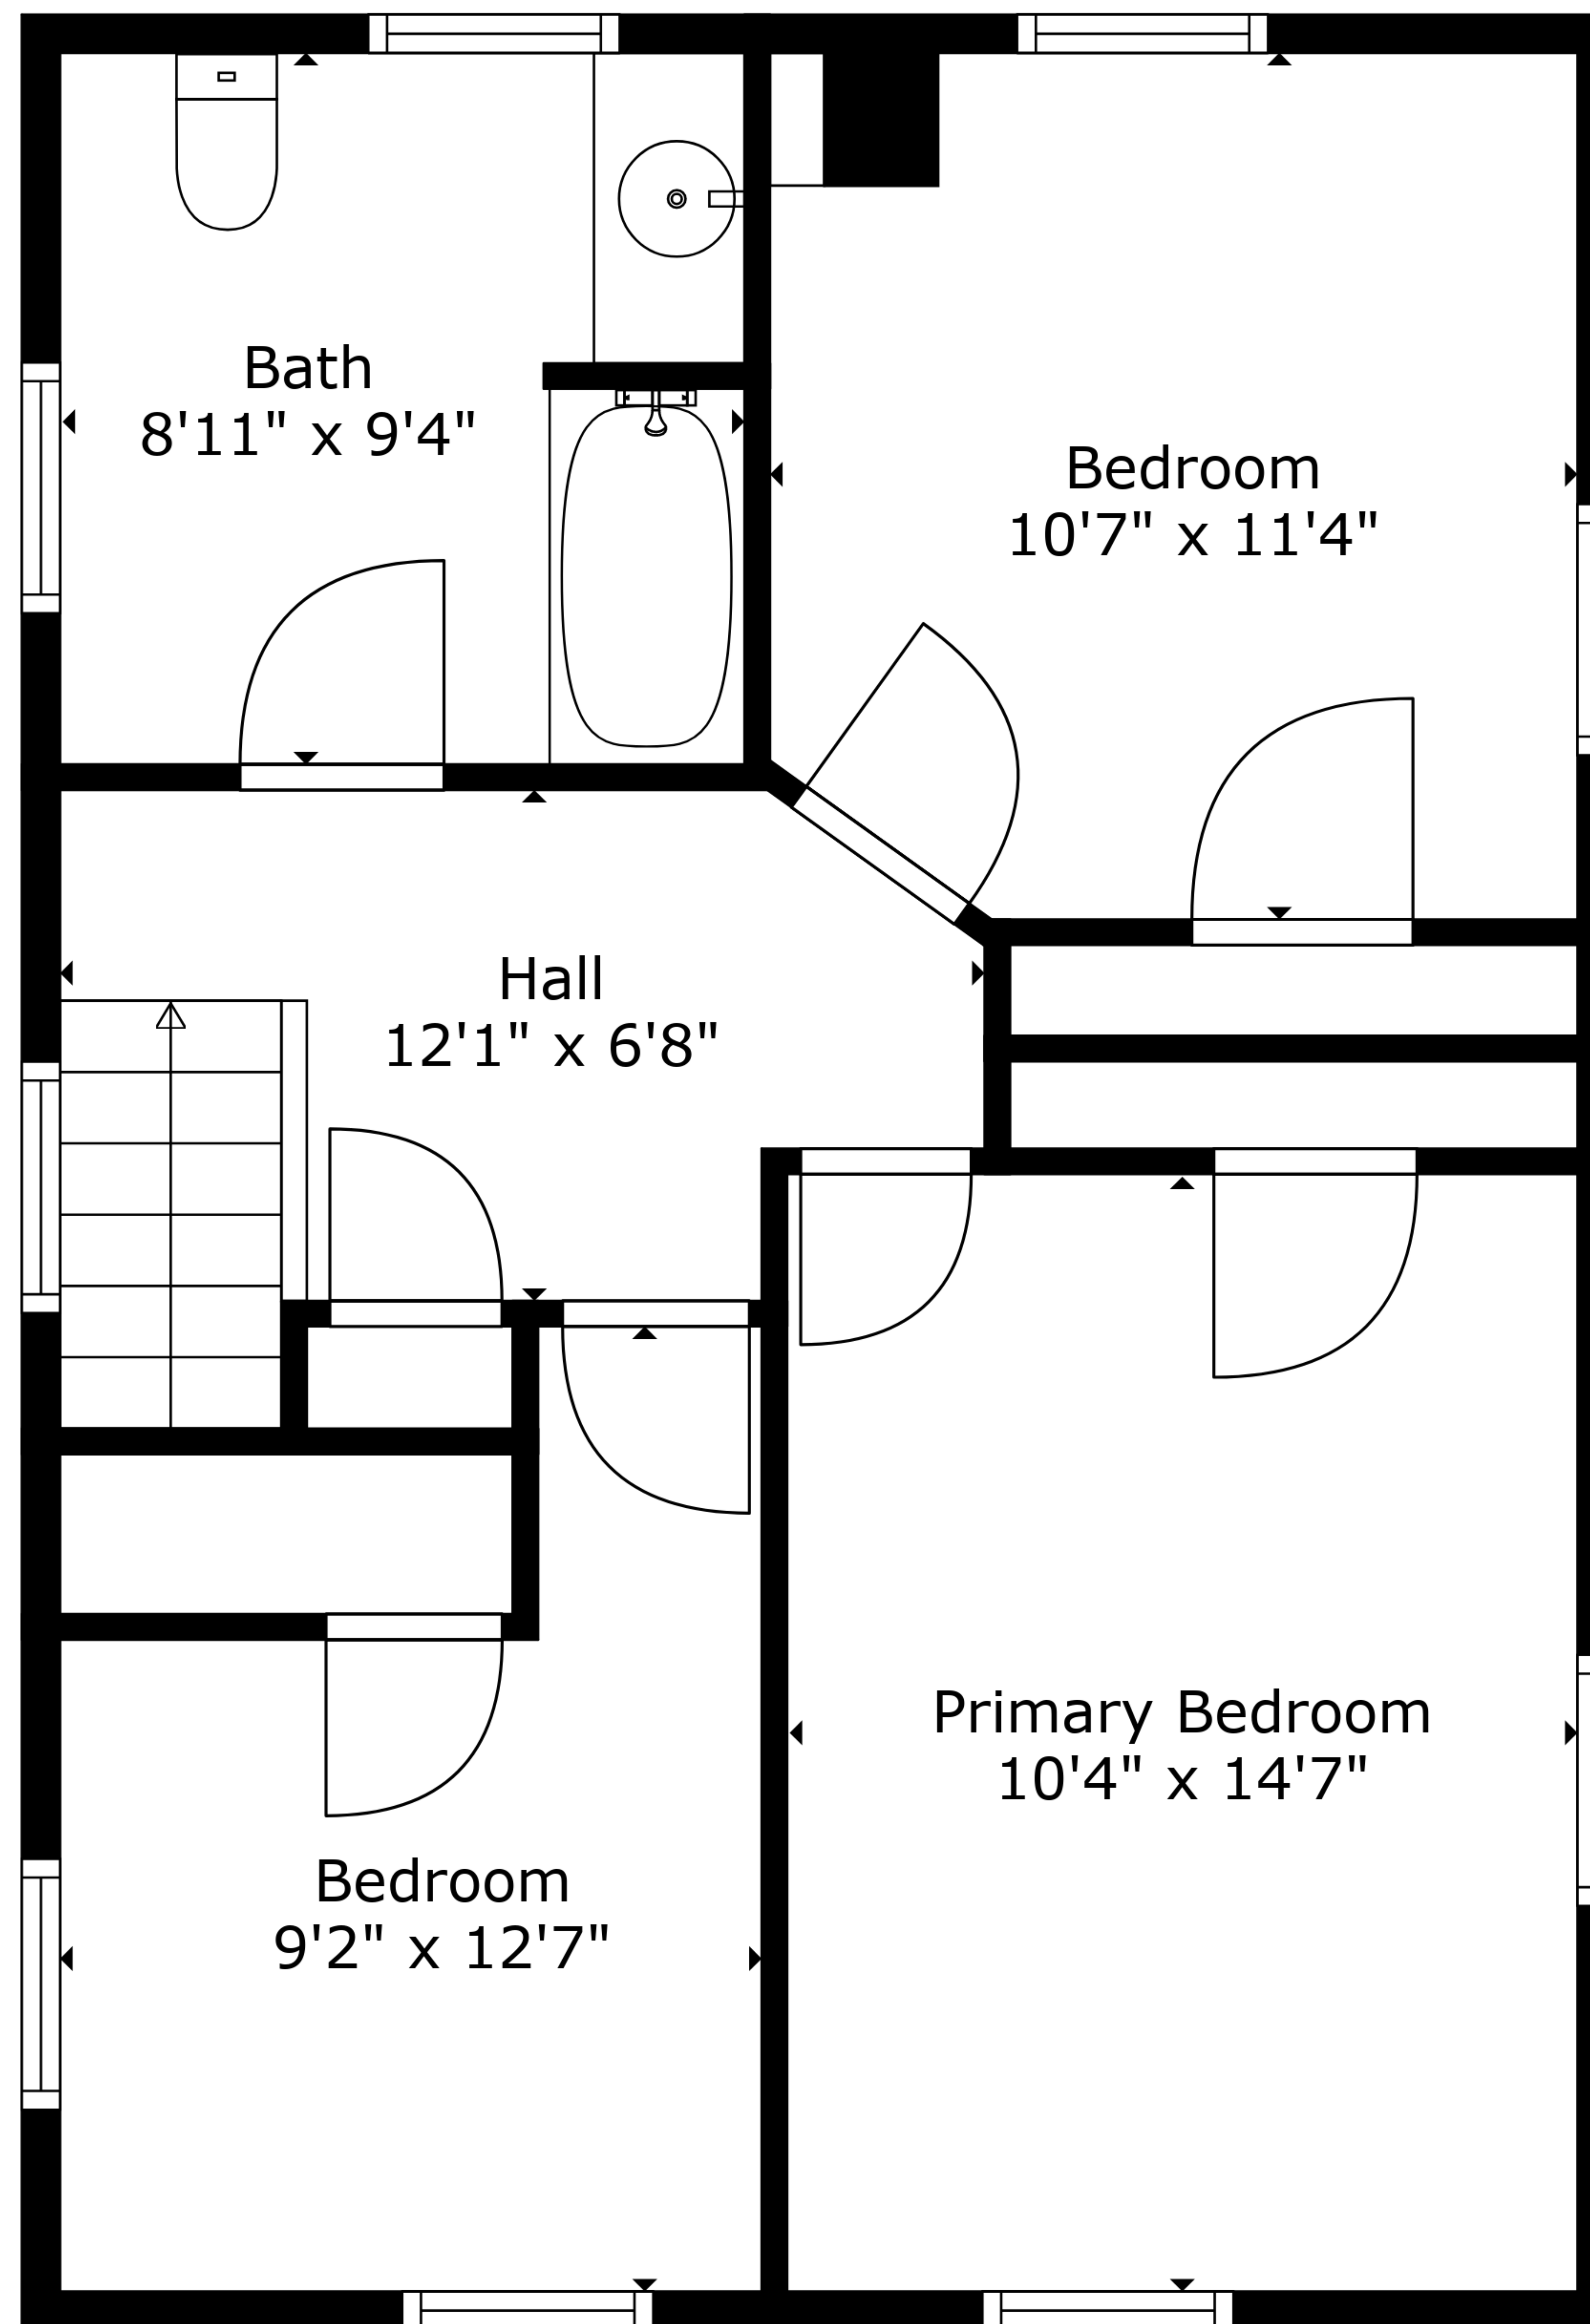 Bath
8'11" x 9'4"
Bedroom
10'7" x 11'4"
Hall
12'1" x 6'8"
Primary Bedroom
10'4" x 14'7"
Bedroom
9'2" x 12'7"